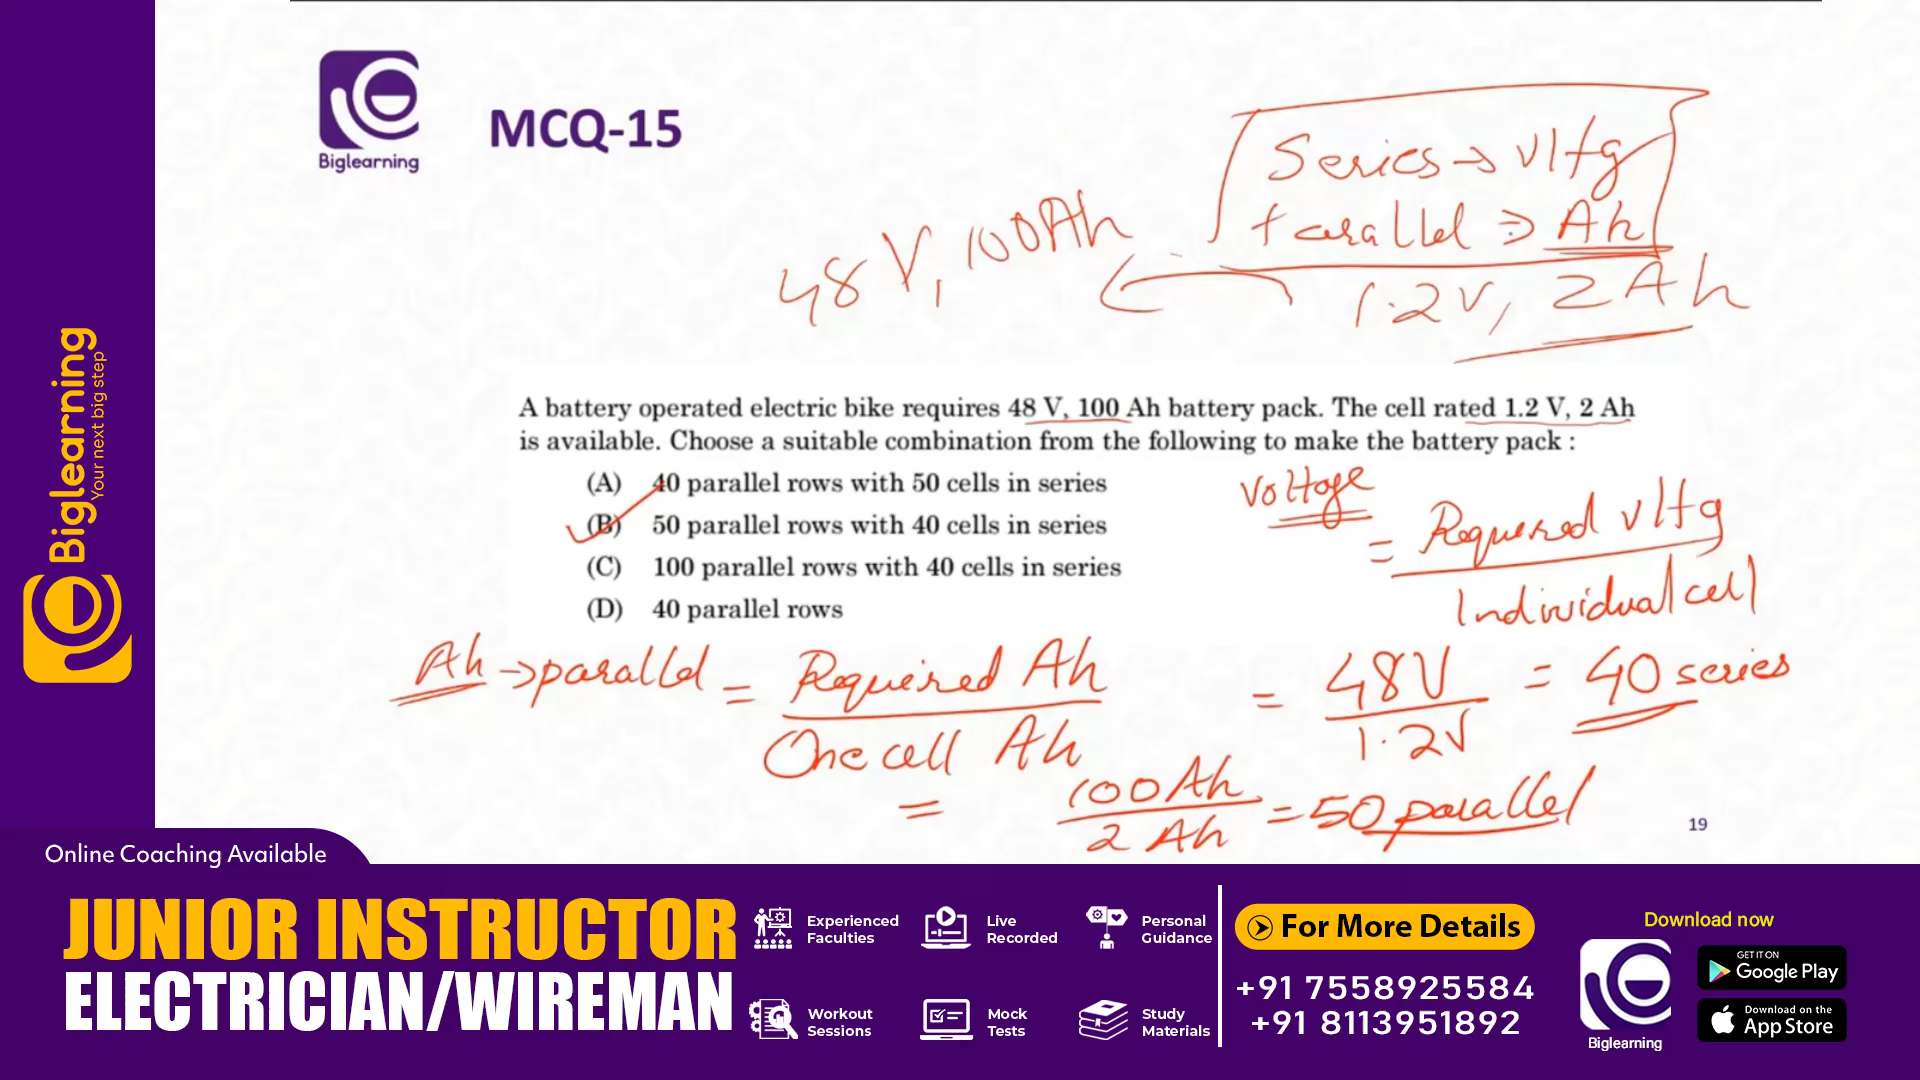 Biglearning
MCQ-15
Series → vltg
parallel ⇒ Ah
48 V, 100Ah
1.2V, 2Ah
A battery operated electric bike requires 48 V, 100 Ah battery pack. The cell rated 1.2 V, 2 Ah
is available. Choose a suitable combination from the following to make the battery pack :
(A) 40 parallel rows with 50 cells in series
(B) 50 parallel rows with 40 cells in series
(C) 100 parallel rows with 40 cells in series
(D) 40 parallel rows
Voltage
= Required vltg
Individual cell
= 48V
1.2V
= 40 series
Ah → parallel = Required Ah
One cell Ah
= 100Ah
2 Ah
= 50 parallel
19
Biglearning
Your next big step
Online Coaching Available
JUNIOR INSTRUCTOR
ELECTRICIAN/WIREMAN
Experienced
Faculties
Live
Recorded
Personal
Guidance
Workout
Sessions
Mock
Tests
Study
Materials
For More Details
+91 7558925584
+91 8113951892
Download now
Biglearning
GET IT ON
Google Play
Download on the
App Store